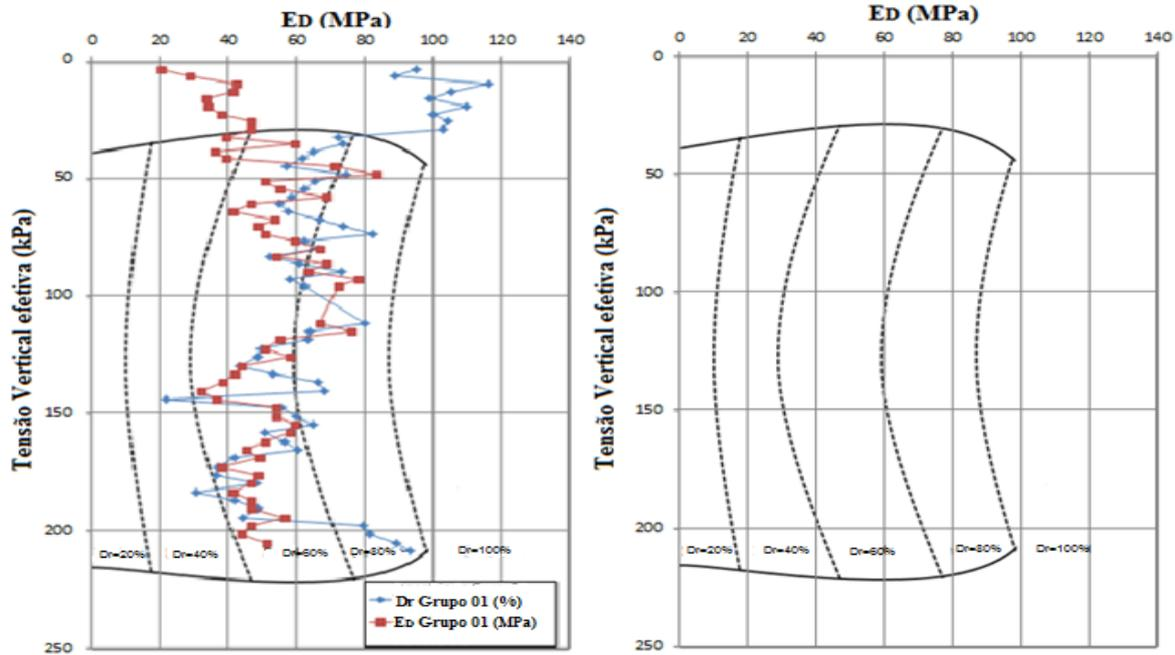 ED (MPa)
0 20 40 60 80 100 120 140
0
50
100
150
200
250
Tensão Vertical efetiva (kPa)
Dr=20% Dr=40% Dr=60% Dr=80% Dr=100%
Dr Grupo 01 (%)
ED Grupo 01 (MPa)
ED (MPa)
0 20 40 60 80 100 120 140
0
50
100
150
200
250
Tensão Vertical efetiva (kPa)
Dr=20% Dr=40% Dr=60% Dr=80% Dr=100%